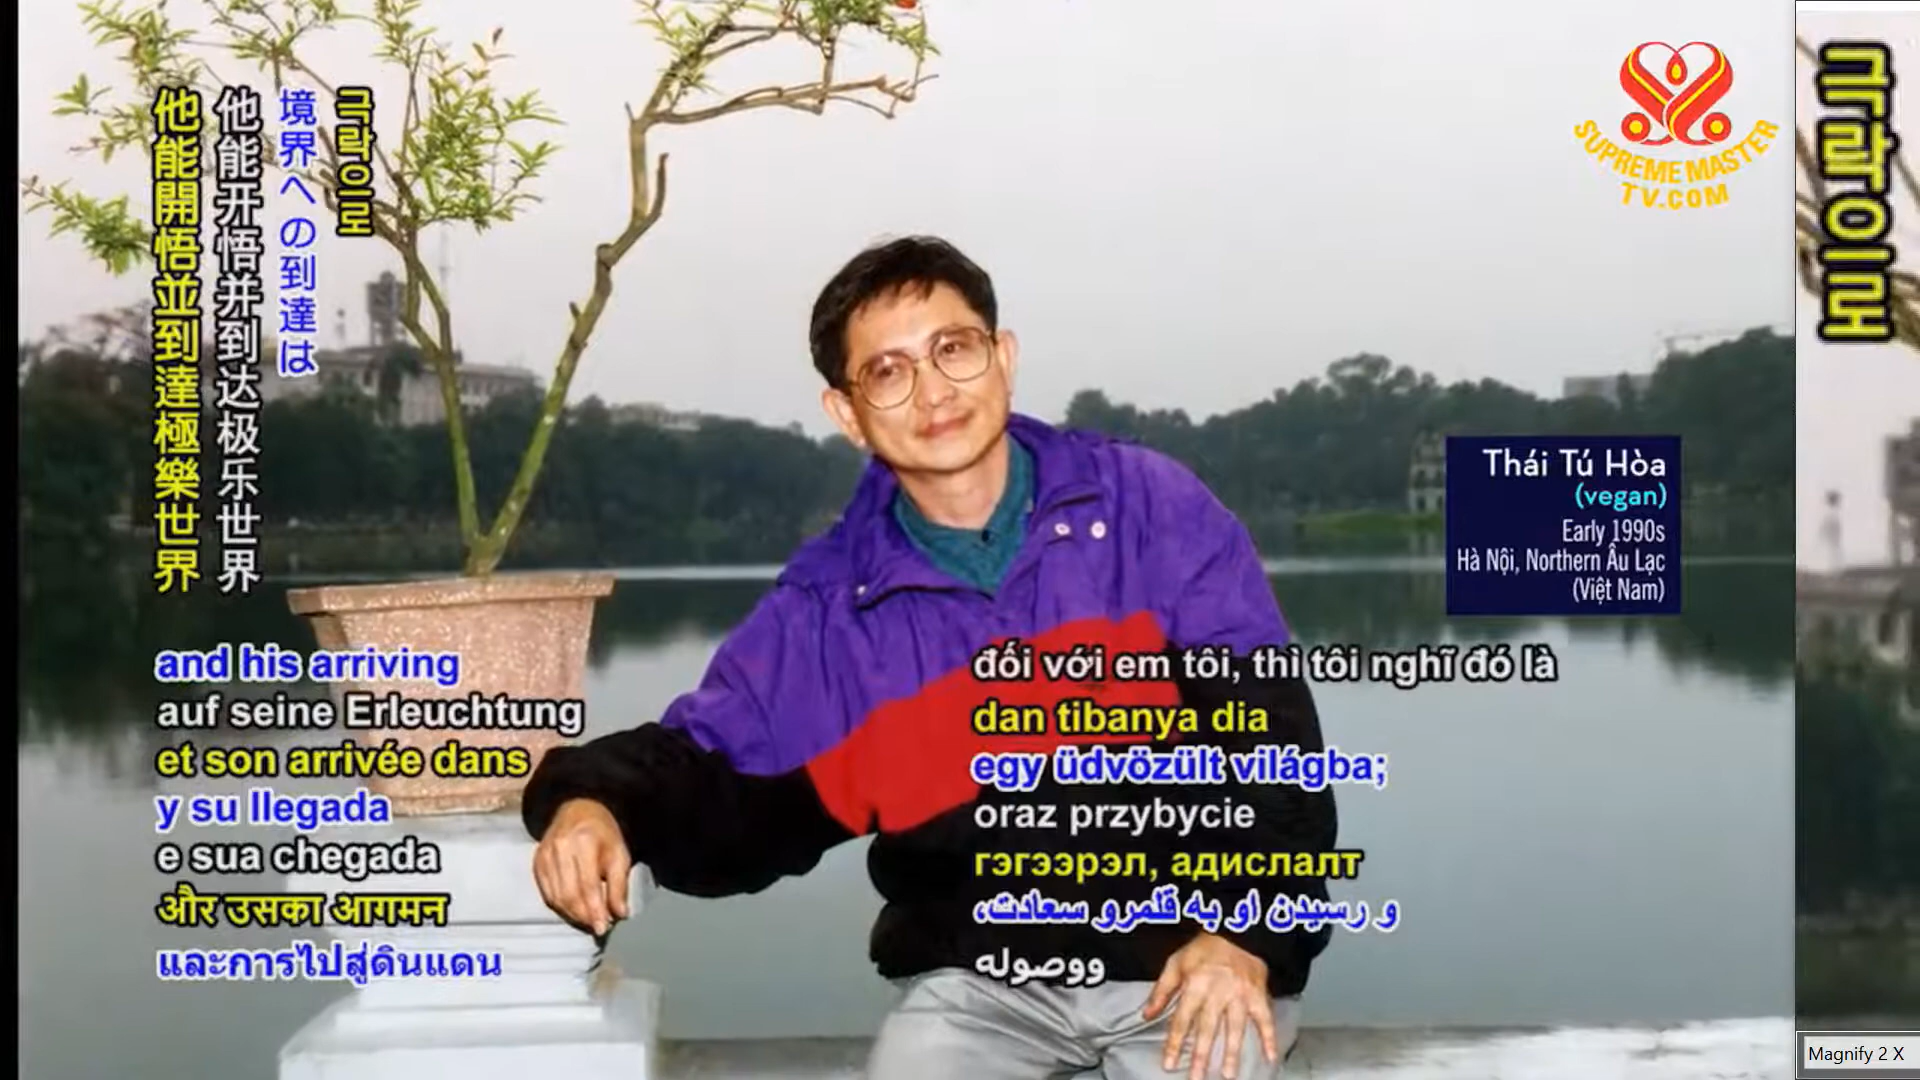 극락으로
境界への到達は
他能开悟并到达极乐世界
他能開悟並到達極樂世界
SUPREME MASTER
TV.COM
Thái Tú Hòa
(vegan)
Early 1990s
Hà Nội, Northern Âu Lạc
(Việt Nam)
and his arriving
auf seine Erleuchtung
et son arrivée dans
y su llegada
e sua chegada
और उसका आगमन
และการไปสู่ดินแดน
đối với em tôi, thì tôi nghĩ đó là
dan tibanya dia
egy üdvözült világba;
oraz przybycie
гэгээрэл, адислалт
و رسیدن او به قلمرو سعادت،
ووصوله
극락으로
Magnify 2 X